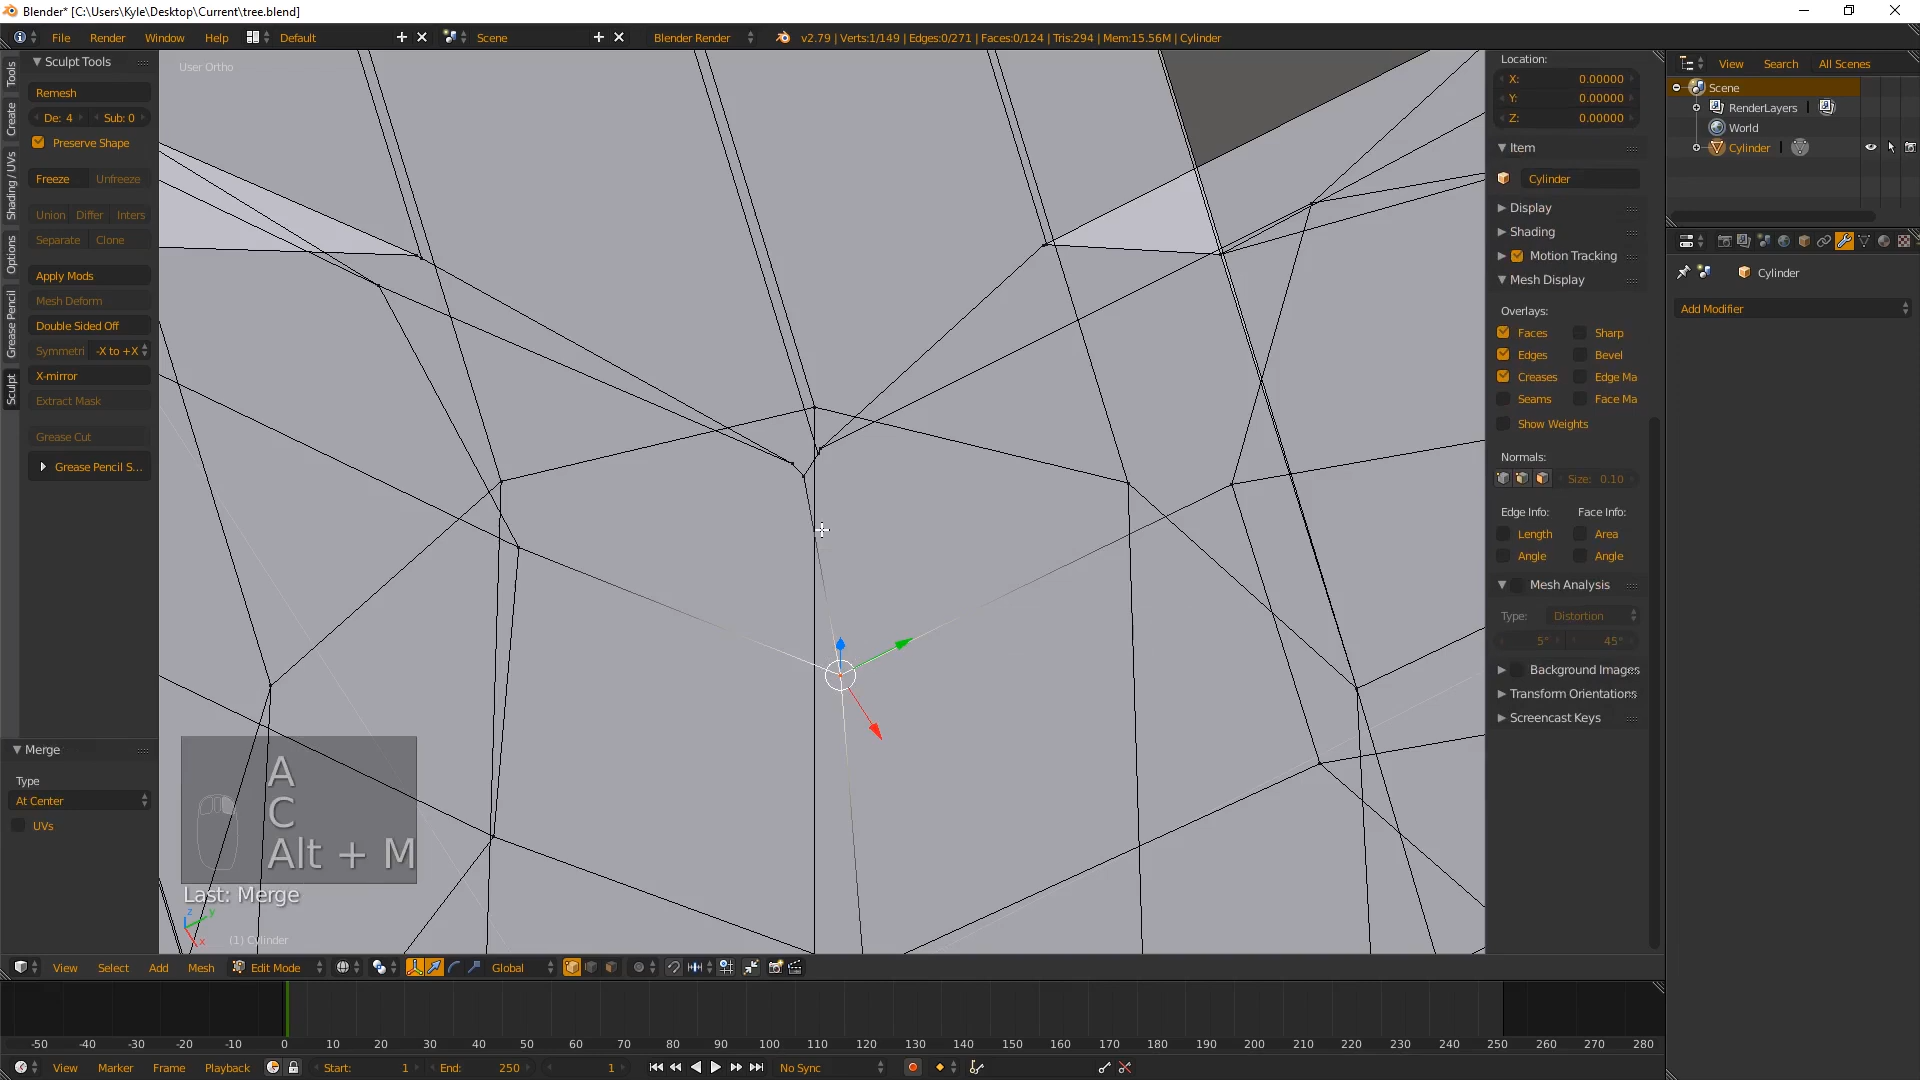 Blender* [C:\Users\Kyle\Desktop\Current\tree.blend]
File Render Window Help Default Scene Blender Render v2.79 | Verts:1/149 | Edges:0/271 | Faces:0/124 | Tris:294 | Mem:15.56M | Cylinder
Tools
Create
Shading / UVs
Options
Grease Pencil
Sculpt
Sculpt Tools
Remesh
De: 4 Sub: 0
Preserve Shape
Freeze Unfreeze
Union Differ Inters
Separate Clone
Apply Mods
Mesh Deform
Double Sided Off
Symmetri -X to +X
X-mirror
Extract Mask
Grease Cut
Grease Pencil S...
Merge
Type
At Center
UVs
User Ortho
A
C
Alt + M
Last: Merge
z
y
x
(1) Cylinder
Location:
X: 0.00000
Y: 0.00000
Z: 0.00000
Item
Cylinder
Display
Shading
Motion Tracking
Mesh Display
Overlays:
Faces Sharp
Edges Bevel
Creases Edge Ma
Seams Face Ma
Show Weights
Normals:
Size: 0.10
Edge Info: Face Info:
Length Area
Angle Angle
Mesh Analysis
Type: Distortion
5° 45°
Background Images
Transform Orientations
Screencast Keys
View Search All Scenes
Scene
RenderLayers
World
Cylinder
Cylinder
Add Modifier
View Select Add Mesh Edit Mode Global
-50 -40 -30 -20 -10 0 10 20 30 40 50 60 70 80 90 100 110 120 130 140 150 160 170 180 190 200 210 220 230 240 250 260 270 280
View Marker Frame Playback Start: 1 End: 250 1 No Sync